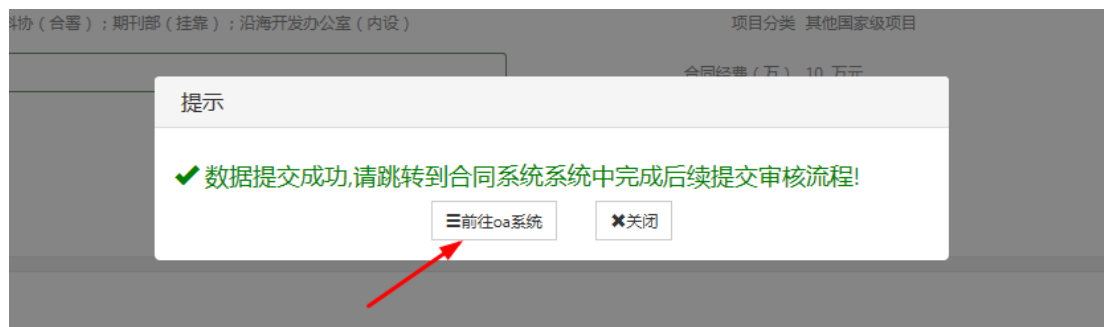 科协（合署）；期刊部（挂靠）；沿海开发办公室（内设）
项目分类 其他国家级项目
合同经费（万） 10 万元
提示
数据提交成功,请跳转到合同系统系统中完成后续提交审核流程!
前往oa系统
关闭